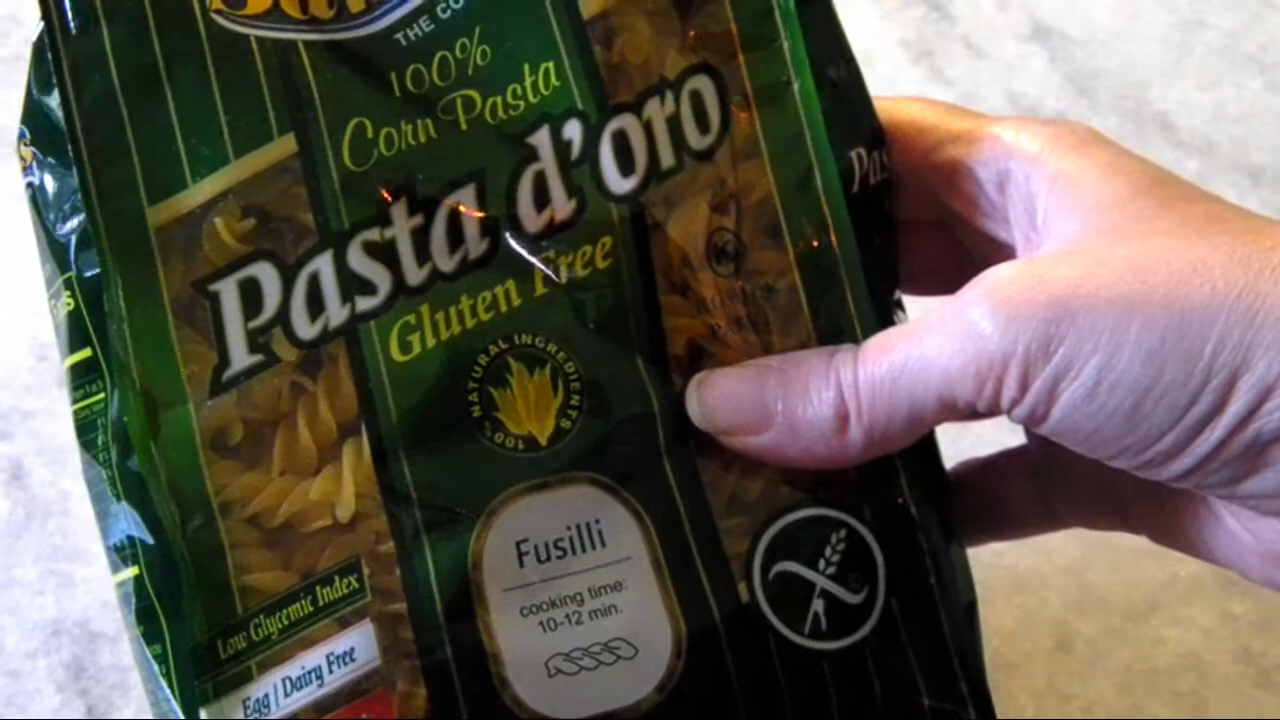 THE CO
100%
Corn Pasta
Pasta d'oro
Gluten Free
100% NATURAL INGREDIENTS
K
Fusilli
cooking time:
10-12 min.
Low Glycemic Index
Egg | Dairy Free
Pas